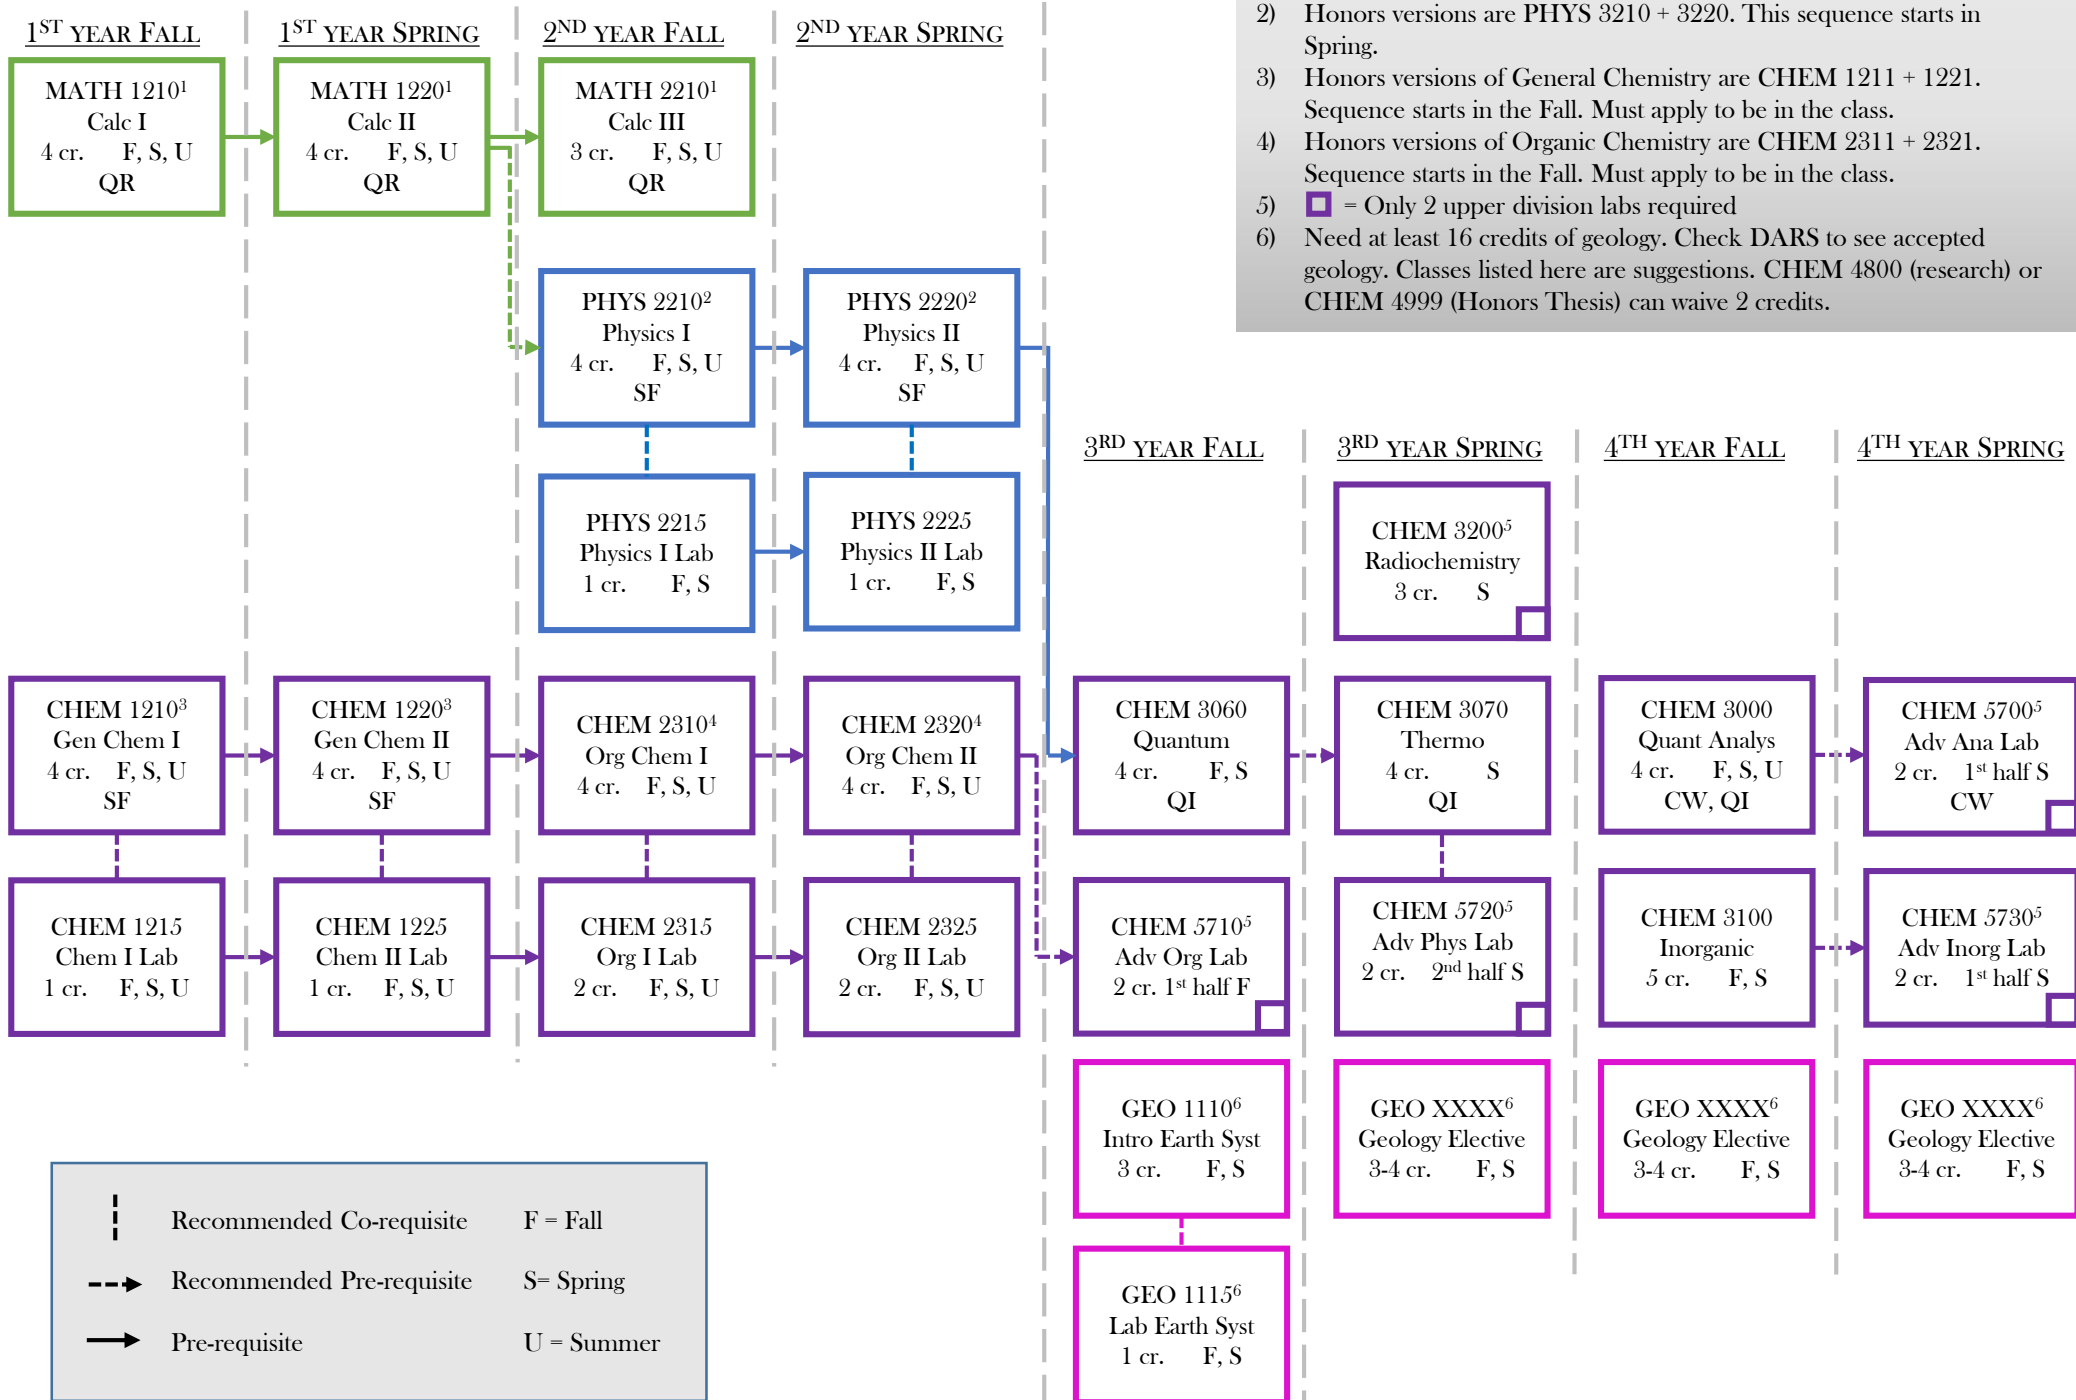 1ST YEAR FALL
1ST YEAR SPRING
2ND YEAR FALL
2ND YEAR SPRING
2) Honors versions are PHYS 3210 + 3220. This sequence starts in
Spring.
3) Honors versions of General Chemistry are CHEM 1211 + 1221.
Sequence starts in the Fall. Must apply to be in the class.
4) Honors versions of Organic Chemistry are CHEM 2311 + 2321.
Sequence starts in the Fall. Must apply to be in the class.
5) = Only 2 upper division labs required
6) Need at least 16 credits of geology. Check DARS to see accepted
geology. Classes listed here are suggestions. CHEM 4800 (research) or
CHEM 4999 (Honors Thesis) can waive 2 credits.
MATH 12101
Calc I
4 cr. F, S, U
QR
MATH 12201
Calc II
4 cr. F, S, U
QR
MATH 22101
Calc III
3 cr. F, S, U
QR
PHYS 22102
Physics I
4 cr. F, S, U
SF
PHYS 22202
Physics II
4 cr. F, S, U
SF
PHYS 2215
Physics I Lab
1 cr. F, S
PHYS 2225
Physics II Lab
1 cr. F, S
3RD YEAR FALL
3RD YEAR SPRING
4TH YEAR FALL
4TH YEAR SPRING
CHEM 32005
Radiochemistry
3 cr. S
CHEM 12103
Gen Chem I
4 cr. F, S, U
SF
CHEM 12203
Gen Chem II
4 cr. F, S, U
SF
CHEM 23104
Org Chem I
4 cr. F, S, U
CHEM 23204
Org Chem II
4 cr. F, S, U
CHEM 3060
Quantum
4 cr. F, S
QI
CHEM 3070
Thermo
4 cr. S
QI
CHEM 3000
Quant Analys
4 cr. F, S, U
CW, QI
CHEM 57005
Adv Ana Lab
2 cr. 1st half S
CW
CHEM 1215
Chem I Lab
1 cr. F, S, U
CHEM 1225
Chem II Lab
1 cr. F, S, U
CHEM 2315
Org I Lab
2 cr. F, S, U
CHEM 2325
Org II Lab
2 cr. F, S, U
CHEM 57105
Adv Org Lab
2 cr. 1st half F
CHEM 57205
Adv Phys Lab
2 cr. 2nd half S
CHEM 3100
Inorganic
5 cr. F, S
CHEM 57305
Adv Inorg Lab
2 cr. 1st half S
GEO 11106
Intro Earth Syst
3 cr. F, S
GEO XXXX6
Geology Elective
3-4 cr. F, S
GEO XXXX6
Geology Elective
3-4 cr. F, S
GEO XXXX6
Geology Elective
3-4 cr. F, S
GEO 11156
Lab Earth Syst
1 cr. F, S
Recommended Co-requisite F = Fall
Recommended Pre-requisite S= Spring
Pre-requisite U = Summer